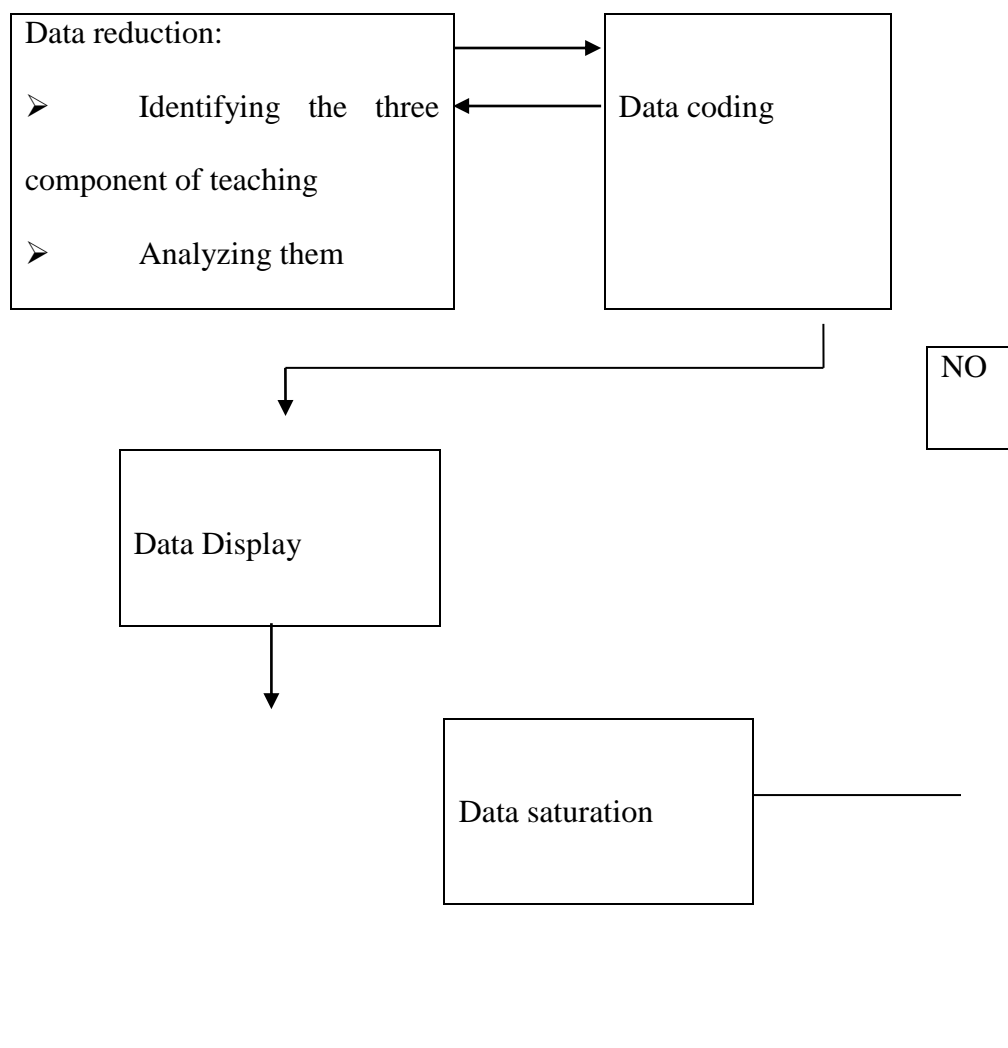 Data reduction:
➢ Identifying the three
component of teaching
➢ Analyzing them
Data coding
NO
Data Display
Data saturation